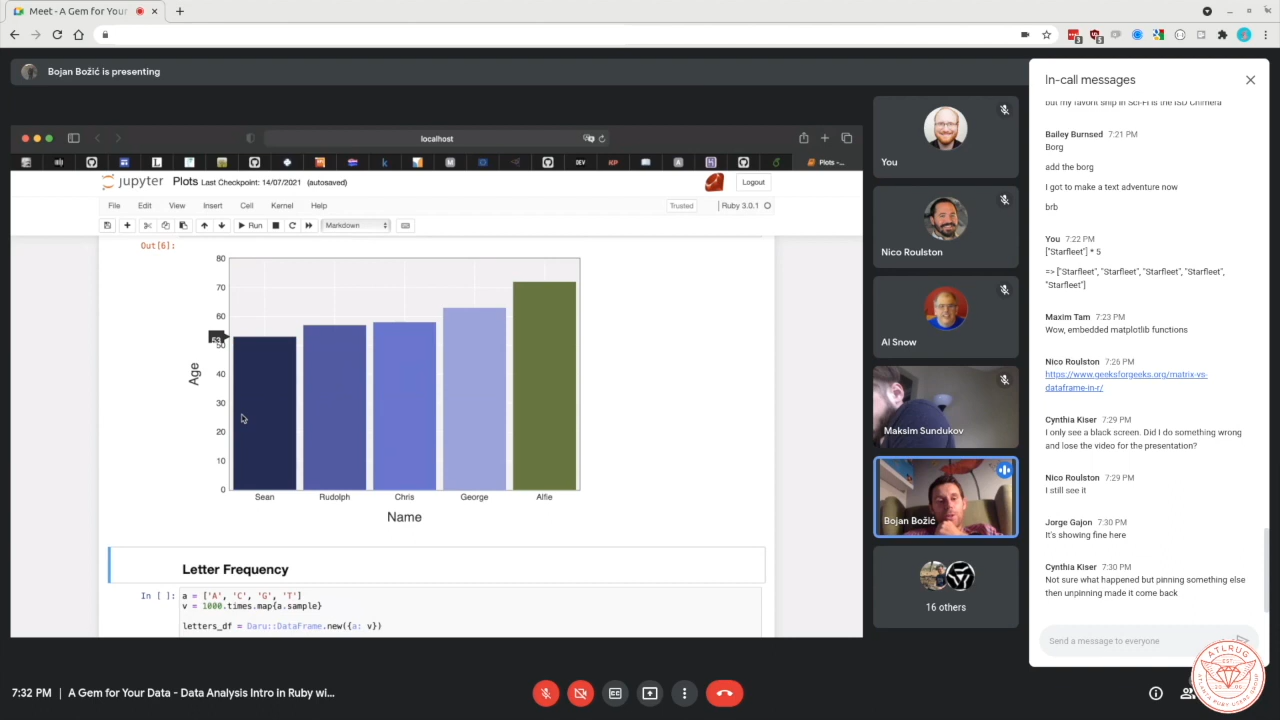 Meet - A Gem for Your
Bojan Božić is presenting
localhost
DEV
RP
Plots -...
jupyter Plots Last Checkpoint: 14/07/2021 (autosaved)
Logout
File Edit View Insert Cell Kernel Help
Trusted
Ruby 3.0.1
Run
Markdown
Out[6]:
80
70
60
50
40
30
20
10
0
53
Age
Sean Rudolph Chris George Alfie
Name
Letter Frequency
In [ ]: a = ['A', 'C', 'G', 'T']
v = 1000.times.map{a.sample}
letters_df = Daru::DataFrame.new({a: v})
You
Nico Roulston
Al Snow
Maksim Sundukov
Bojan Božić
16 others
In-call messages
but my favorit ship in Sci-Fi is the ISD Chimera
Bailey Burnsed 7:21 PM
Borg
add the borg
I got to make a text adventure now
brb
You 7:22 PM
["Starfleet"] * 5
=> ["Starfleet", "Starfleet", "Starfleet", "Starfleet",
"Starfleet"]
Maxim Tam 7:23 PM
Wow, embedded matplotlib functions
Nico Roulston 7:26 PM
https://www.geeksforgeeks.org/matrix-vs-
dataframe-in-r/
Cynthia Kiser 7:29 PM
I only see a black screen. Did I do something wrong
and lose the video for the presentation?
Nico Roulston 7:29 PM
I still see it
Jorge Gajon 7:30 PM
It's showing fine here
Cynthia Kiser 7:30 PM
Not sure what happened but pinning something else
then unpinning made it come back
Send a message to everyone
7:32 PM | A Gem for Your Data - Data Analysis Intro in Ruby wi...
ATLRUG
EST.
ATLANTA RUBY USERS GROUP